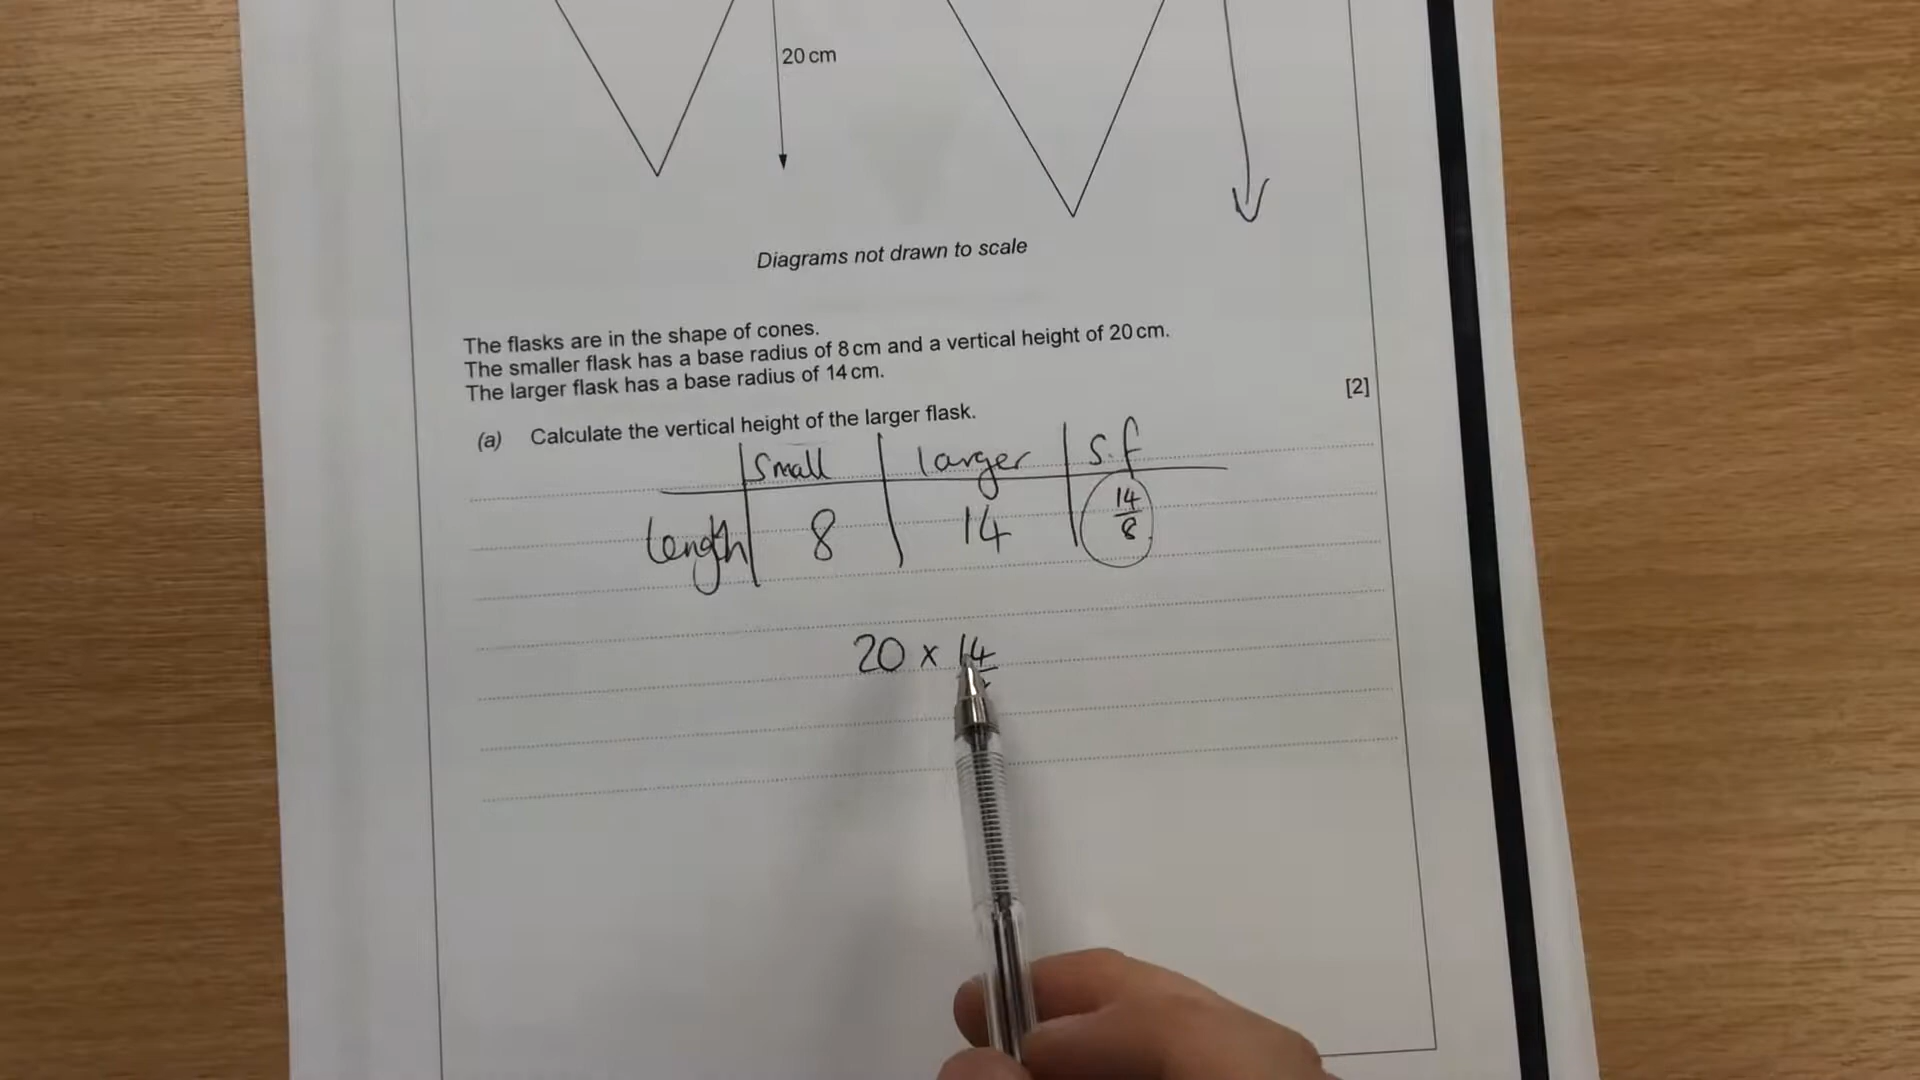 20 cm
Diagrams not drawn to scale
The flasks are in the shape of cones.
The smaller flask has a base radius of 8 cm and a vertical height of 20 cm.
The larger flask has a base radius of 14 cm.
[2]
(a) Calculate the vertical height of the larger flask.
small larger s.f
length 8 14 14/8
20 × 14